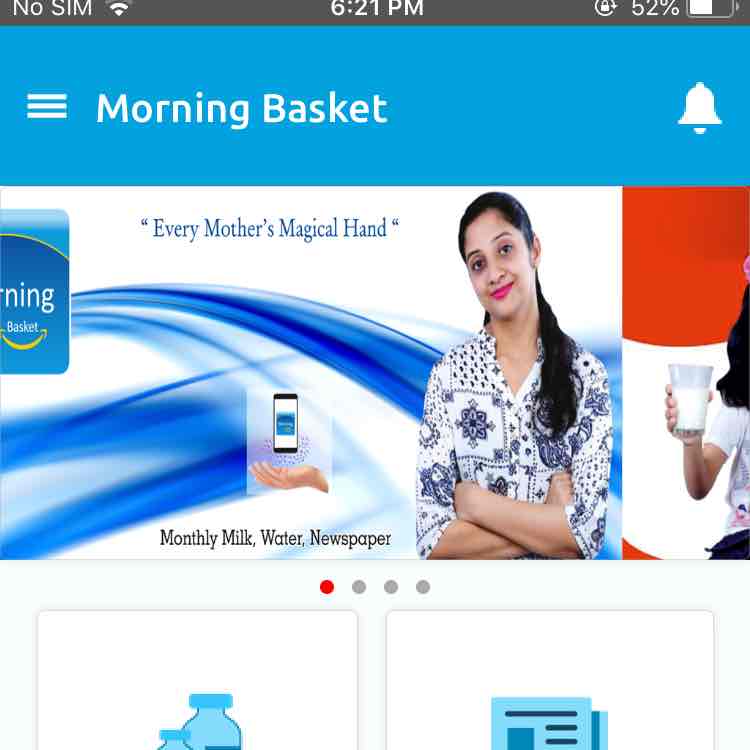 No SIM 6:21 PM 52%
Morning Basket
“ Every Mother’s Magical Hand “
rning
Basket
Monthly Milk, Water, Newspaper